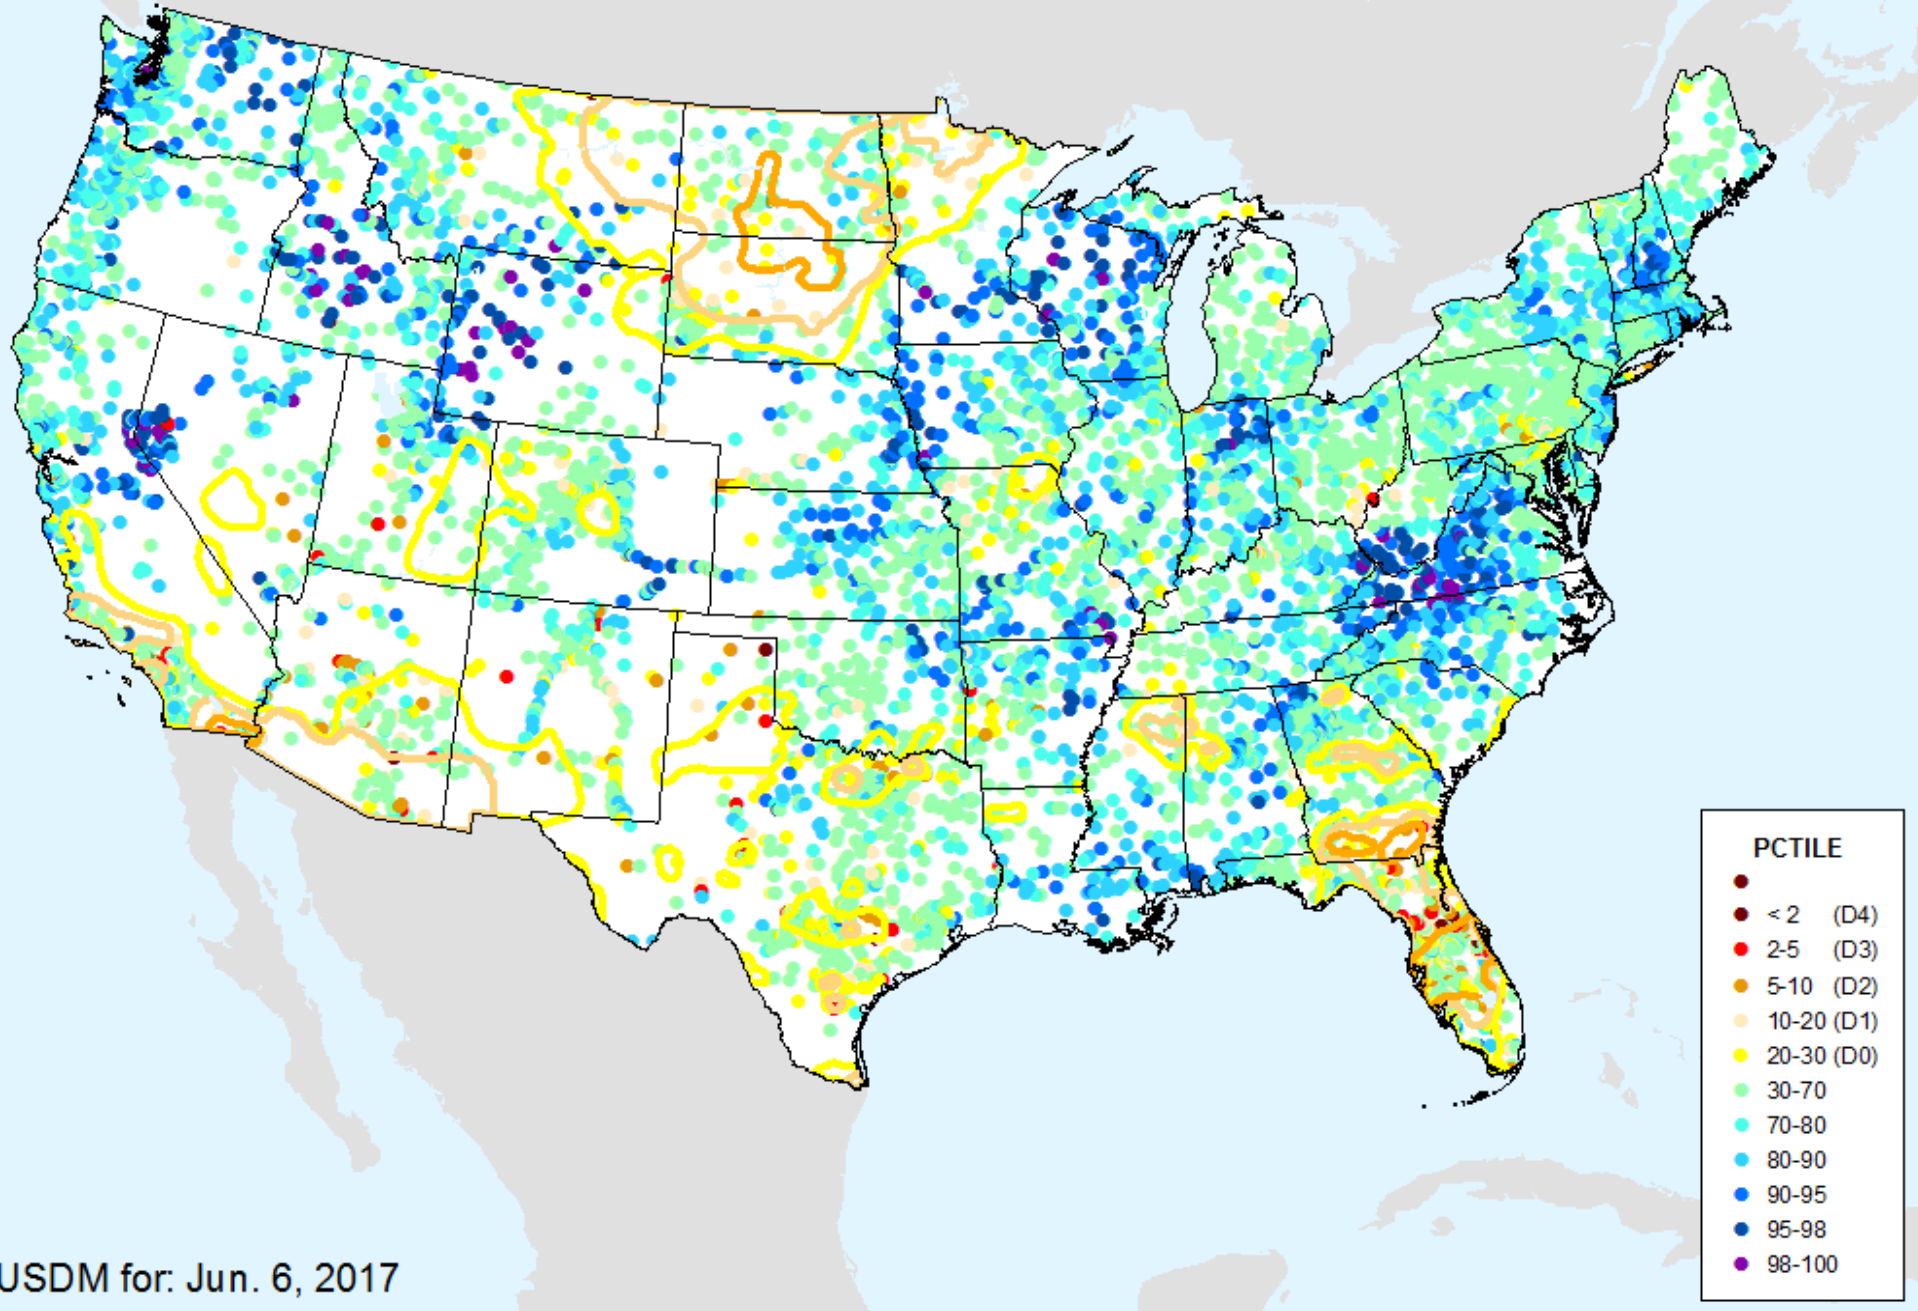 PCTILE
< 2 (D4)
2-5 (D3)
5-10 (D2)
10-20 (D1)
20-30 (D0)
30-70
70-80
80-90
90-95
95-98
98-100
USDM for: Jun. 6, 2017